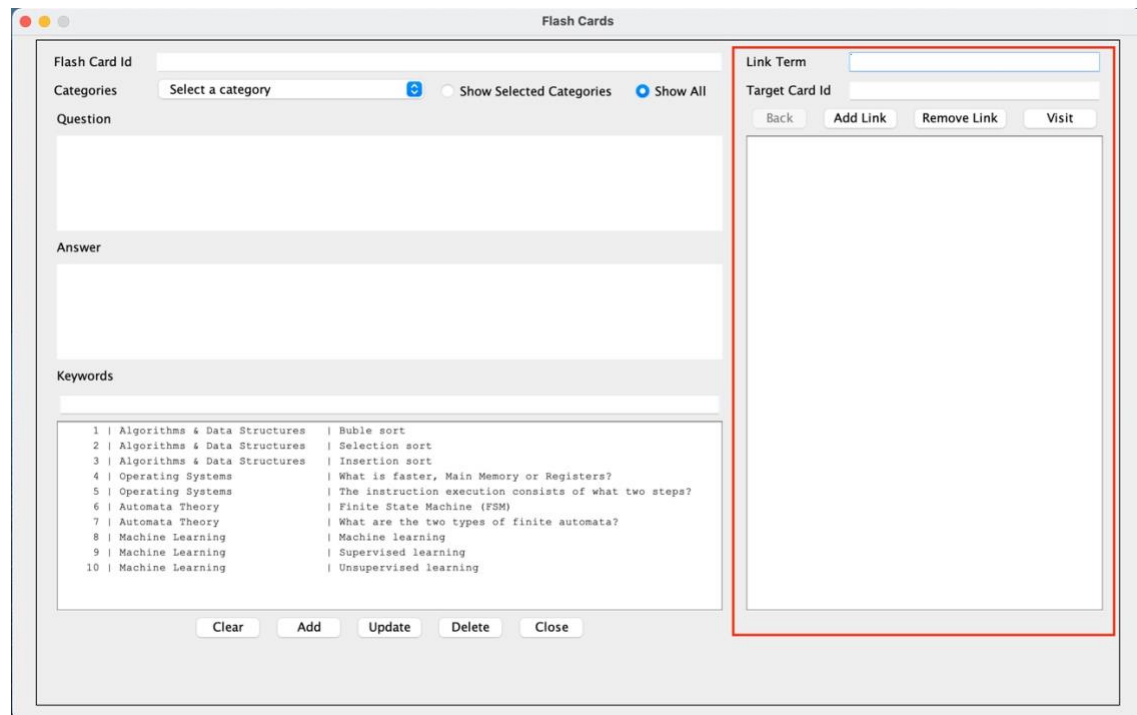 Flash Cards
Flash Card Id
Categories Select a category Show Selected Categories Show All
Question
Answer
Keywords
1 | Algorithms & Data Structures | Buble sort
2 | Algorithms & Data Structures | Selection sort
3 | Algorithms & Data Structures | Insertion sort
4 | Operating Systems | What is faster, Main Memory or Registers?
5 | Operating Systems | The instruction execution consists of what two steps?
6 | Automata Theory | Finite State Machine (FSM)
7 | Automata Theory | What are the two types of finite automata?
8 | Machine Learning | Machine learning
9 | Machine Learning | Supervised learning
10 | Machine Learning | Unsupervised learning
Clear Add Update Delete Close
Link Term
Target Card Id
Back Add Link Remove Link Visit